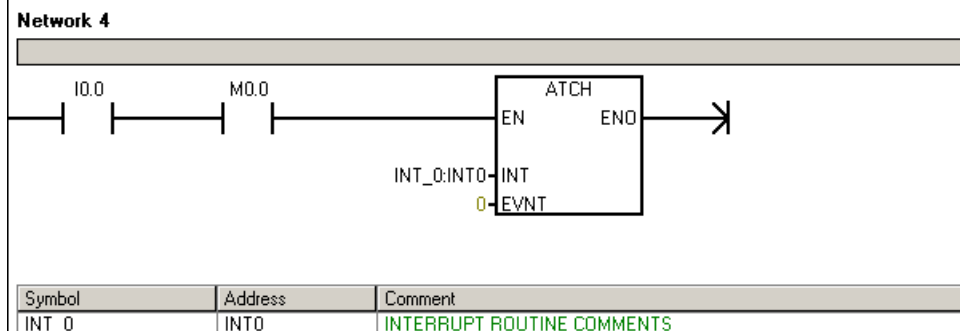 Network 4
I0.0 M0.0 ATCH
EN ENO
INT_0:INT0 INT
0 EVNT
Symbol Address Comment
INT_0 INT0 INTERRUPT ROUTINE COMMENTS